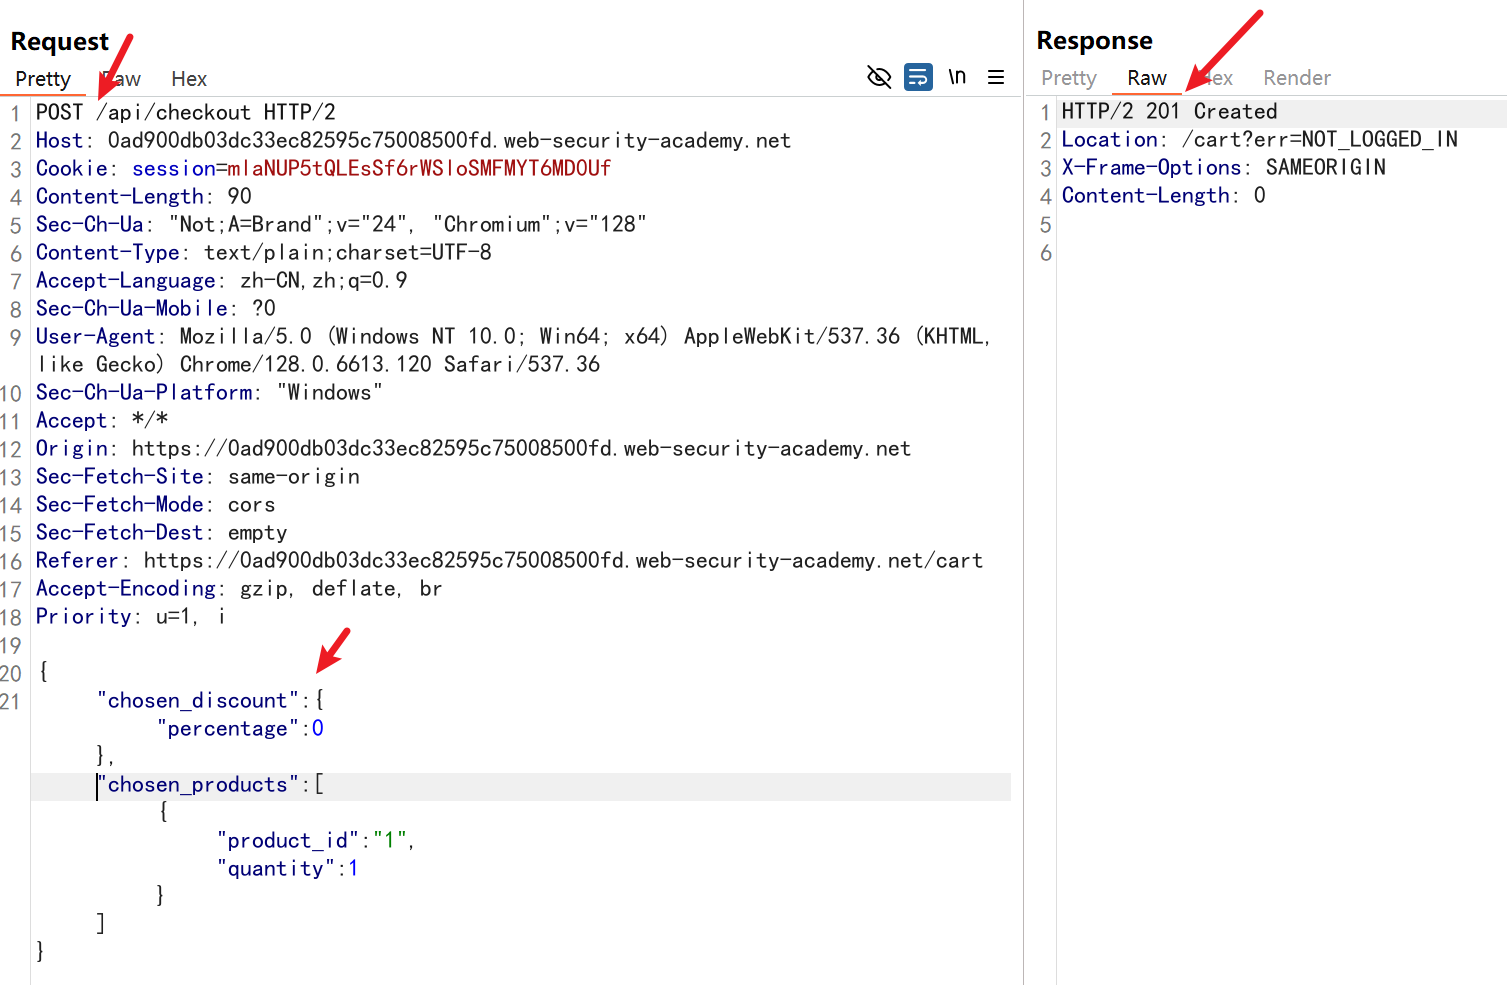 Request
Pretty Raw Hex
\n
1 POST /api/checkout HTTP/2
2 Host: 0ad900db03dc33ec82595c75008500fd.web-security-academy.net
3 Cookie: session=mlaNUP5tQLEsSf6rWSloSMFMYT6MD0Uf
4 Content-Length: 90
5 Sec-Ch-Ua: "Not;A=Brand";v="24", "Chromium";v="128"
6 Content-Type: text/plain;charset=UTF-8
7 Accept-Language: zh-CN,zh;q=0.9
8 Sec-Ch-Ua-Mobile: ?0
9 User-Agent: Mozilla/5.0 (Windows NT 10.0; Win64; x64) AppleWebKit/537.36 (KHTML,
like Gecko) Chrome/128.0.6613.120 Safari/537.36
10 Sec-Ch-Ua-Platform: "Windows"
11 Accept: */*
12 Origin: https://0ad900db03dc33ec82595c75008500fd.web-security-academy.net
13 Sec-Fetch-Site: same-origin
14 Sec-Fetch-Mode: cors
15 Sec-Fetch-Dest: empty
16 Referer: https://0ad900db03dc33ec82595c75008500fd.web-security-academy.net/cart
17 Accept-Encoding: gzip, deflate, br
18 Priority: u=1, i
19
20 {
21 "chosen_discount":{
"percentage":0
},
"chosen_products":[
{
"product_id":"1",
"quantity":1
}
]
}
Response
Pretty Raw Hex Render
1 HTTP/2 201 Created
2 Location: /cart?err=NOT_LOGGED_IN
3 X-Frame-Options: SAMEORIGIN
4 Content-Length: 0
5
6